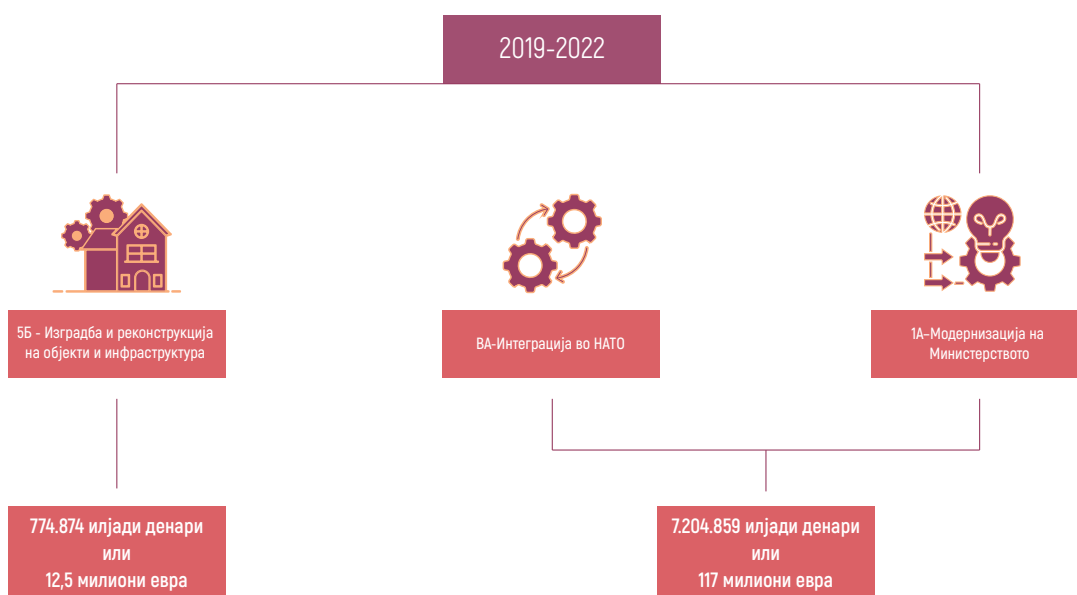 2019-2022
5Б - Изградба и реконструкција
на објекти и инфраструктура
ВА-Интеграција во НАТО
1А–Модернизација на
Министерството
774.874 илјади денари
или
12,5 милиони евра
7.204.859 илјади денари
или
117 милиони евра